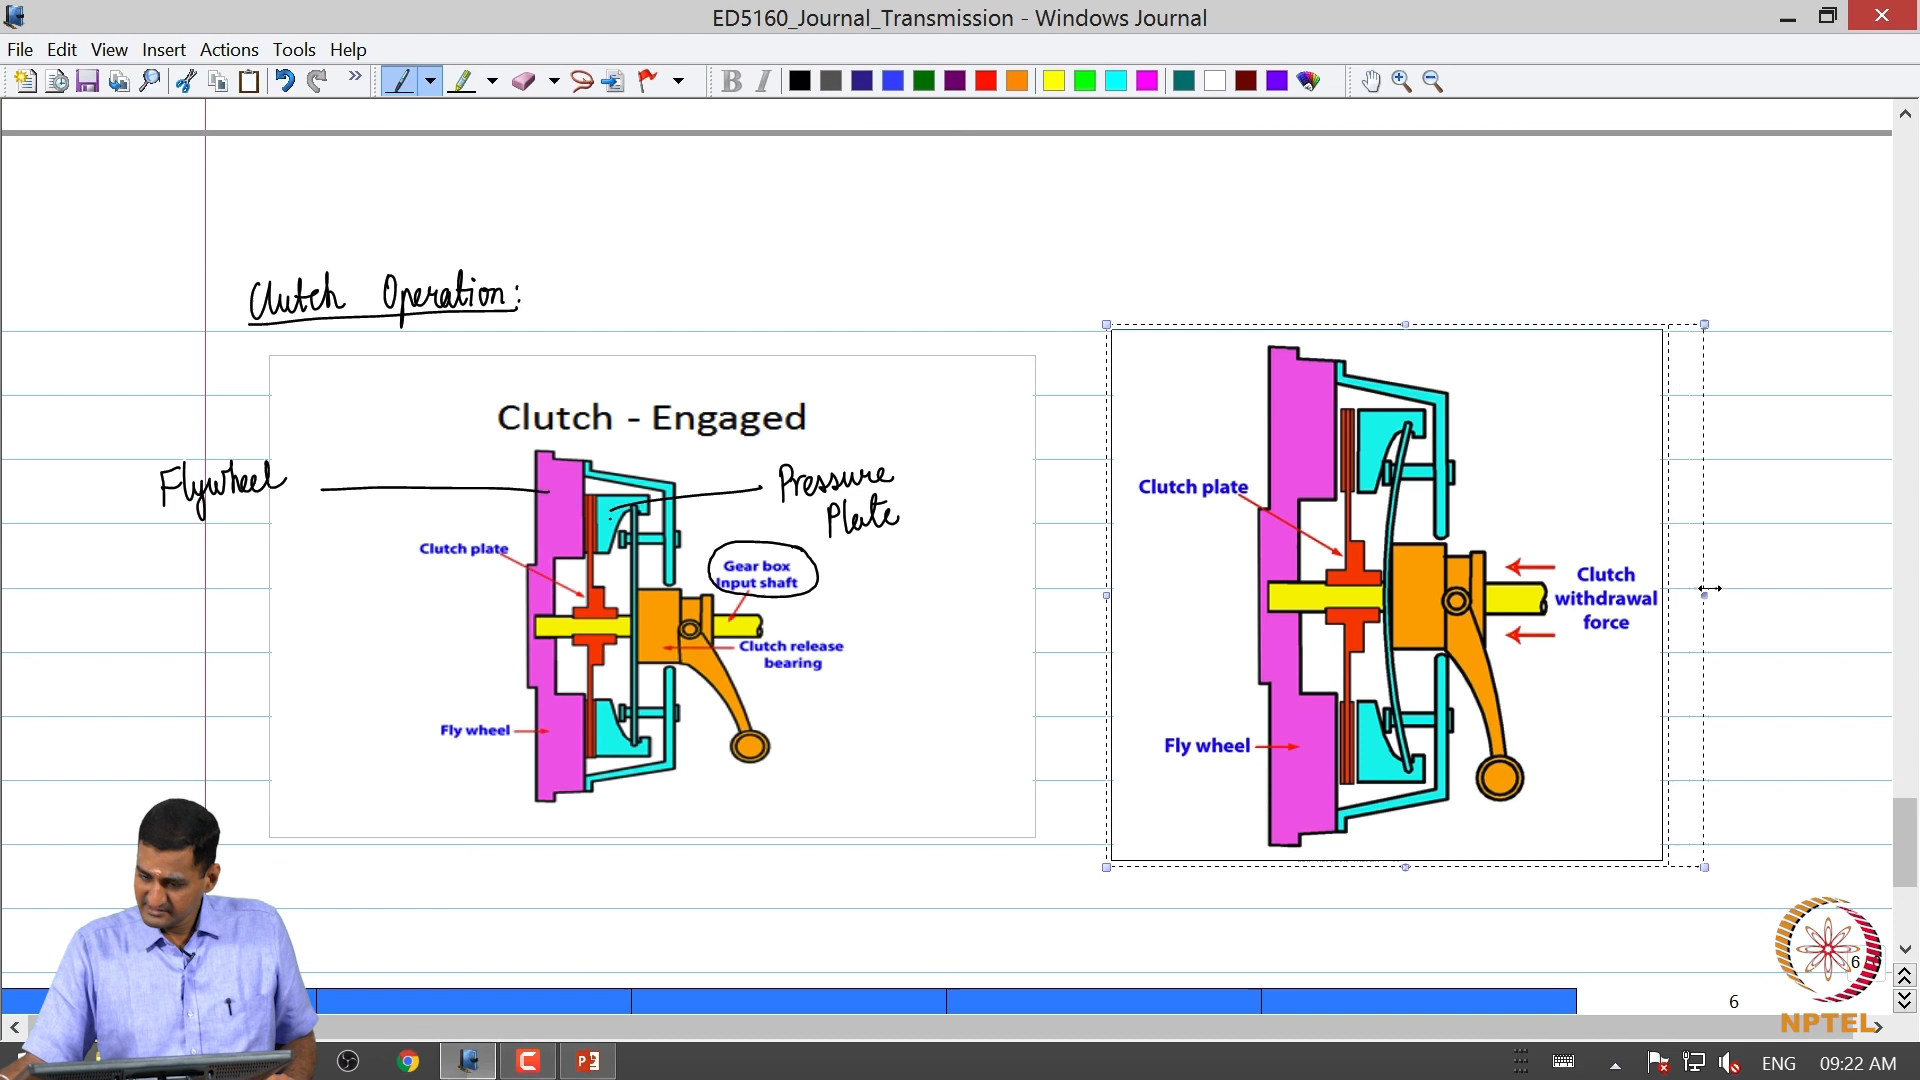 ED5160_Journal_Transmission - Windows Journal
File Edit View Insert Actions Tools Help
B I
Clutch Operation:
Clutch - Engaged
Flywheel
Pressure
Plate
Clutch plate
Gear box
Input shaft
Clutch release
bearing
Fly wheel
Clutch plate
Clutch
withdrawal
force
Fly wheel
6
6
NPTEL
ENG 09:22 AM